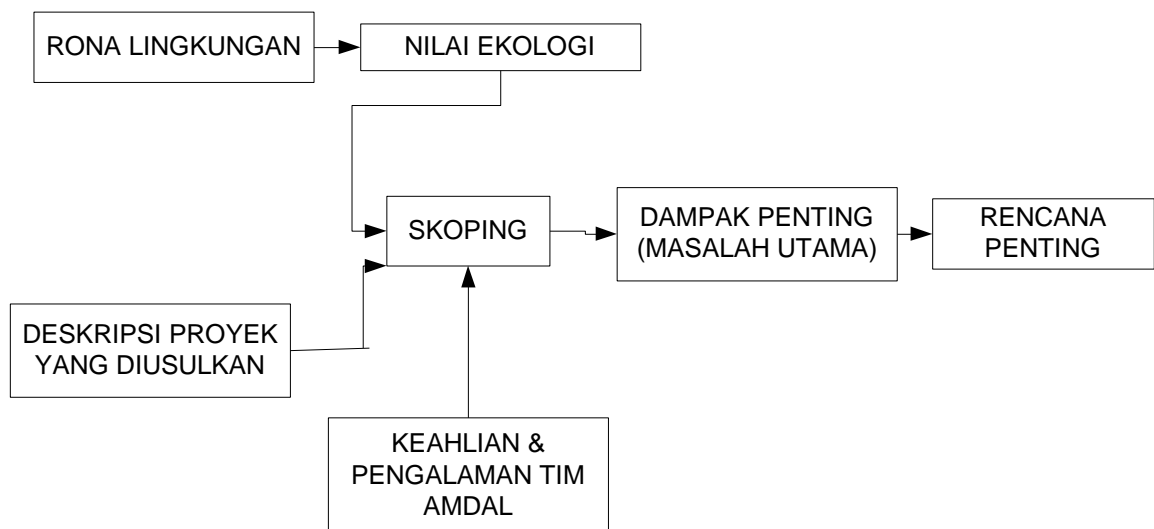 RONA LINGKUNGAN
NILAI EKOLOGI
SKOPING
DAMPAK PENTING
(MASALAH UTAMA)
RENCANA
PENTING
DESKRIPSI PROYEK
YANG DIUSULKAN
KEAHLIAN &
PENGALAMAN TIM
AMDAL